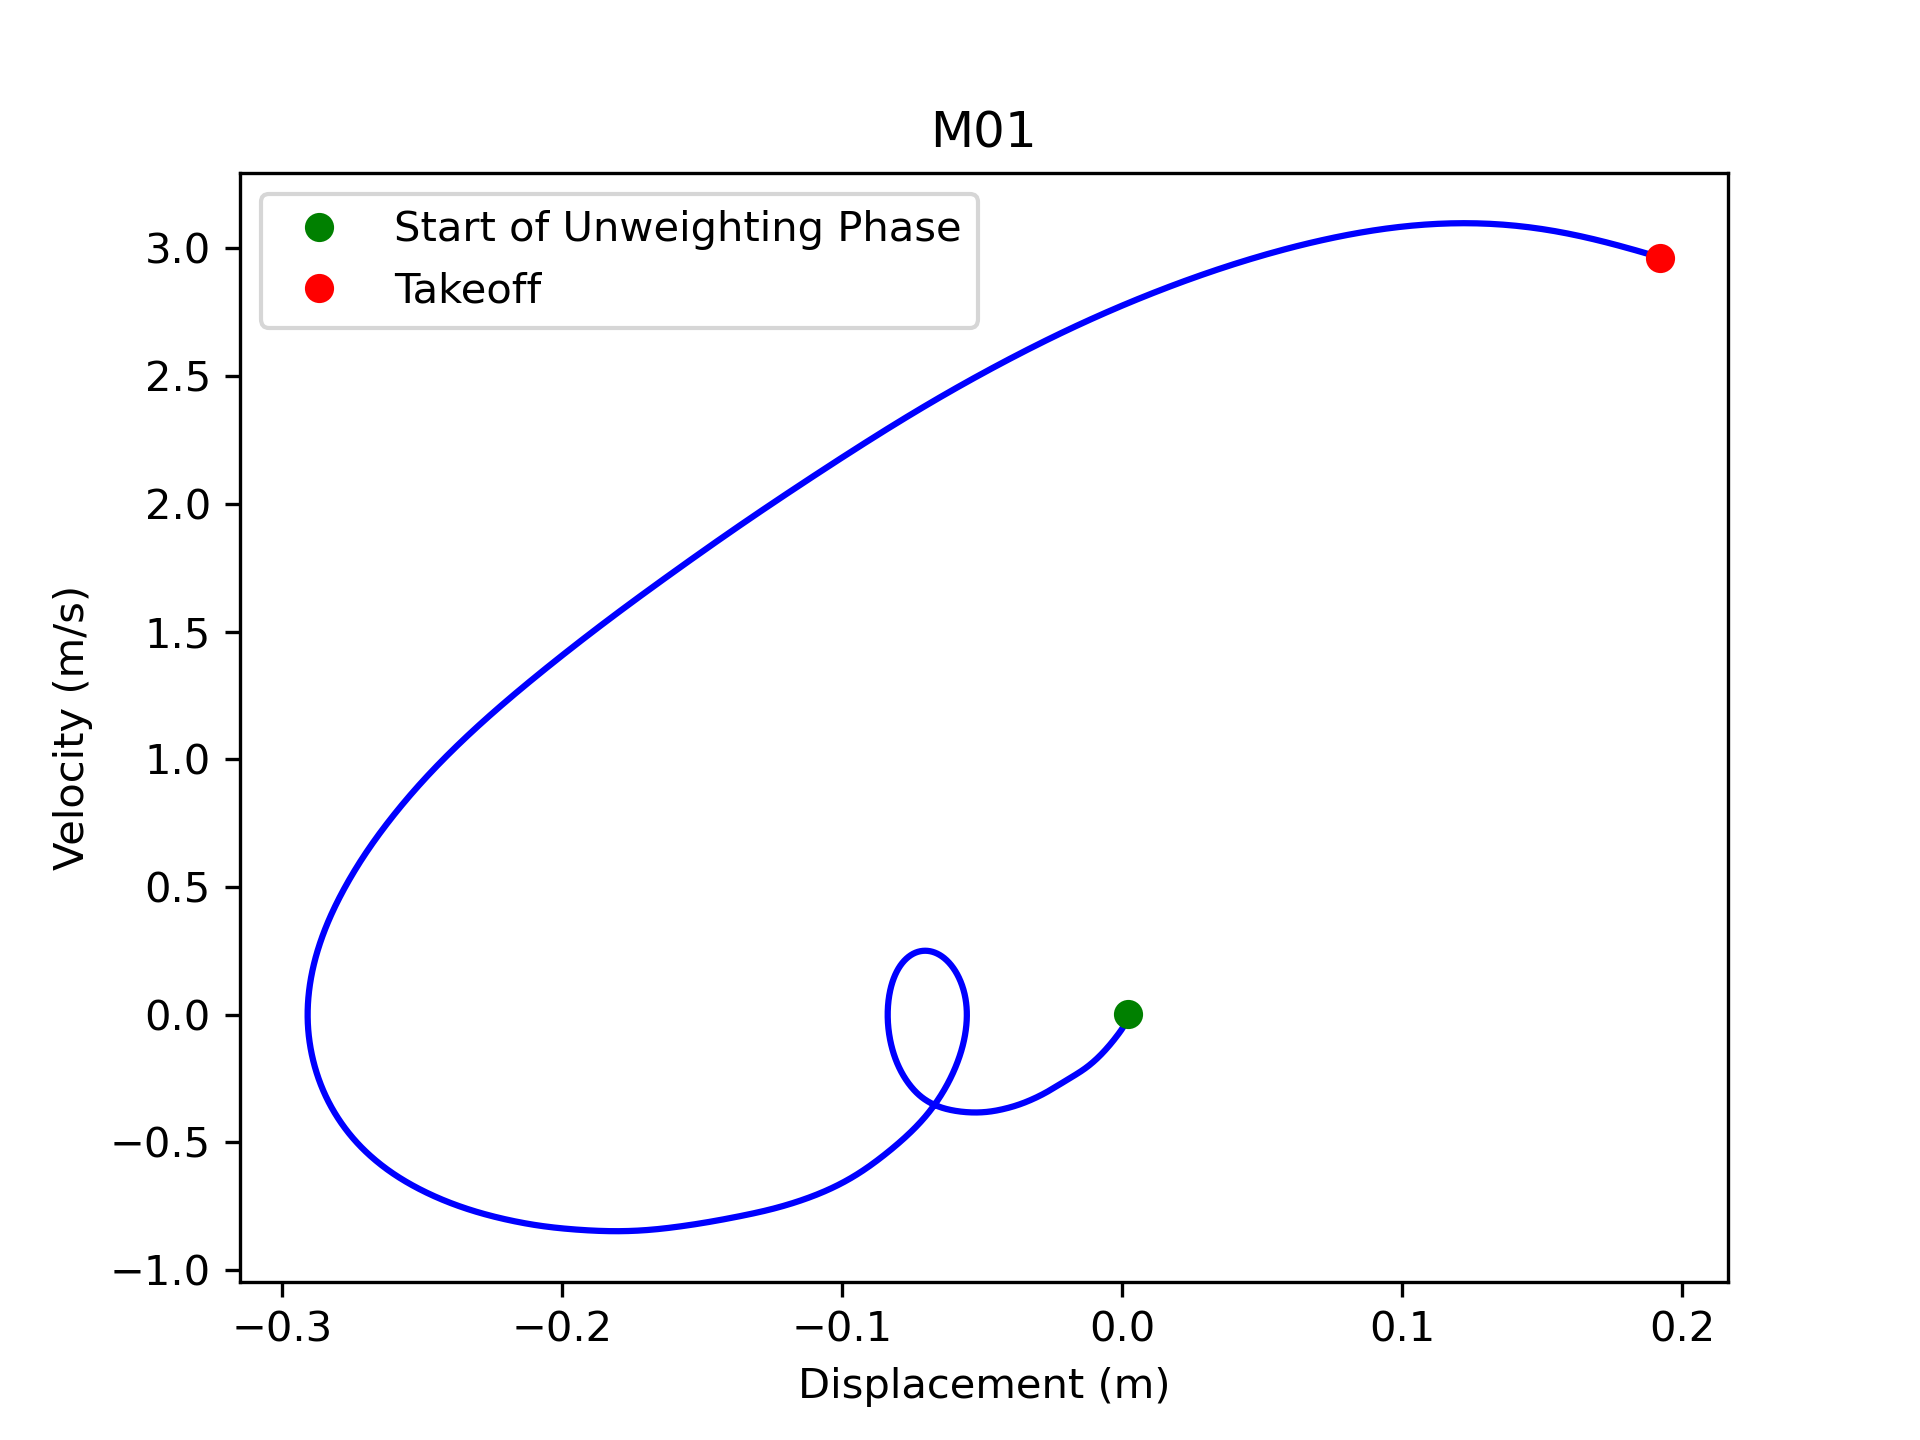 M01
Start of Unweighting Phase
Takeoff
3.0
2.5
2.0
1.5
1.0
0.5
0.0
−0.5
−1.0
Velocity (m/s)
−0.3 −0.2 −0.1 0.0 0.1 0.2
Displacement (m)